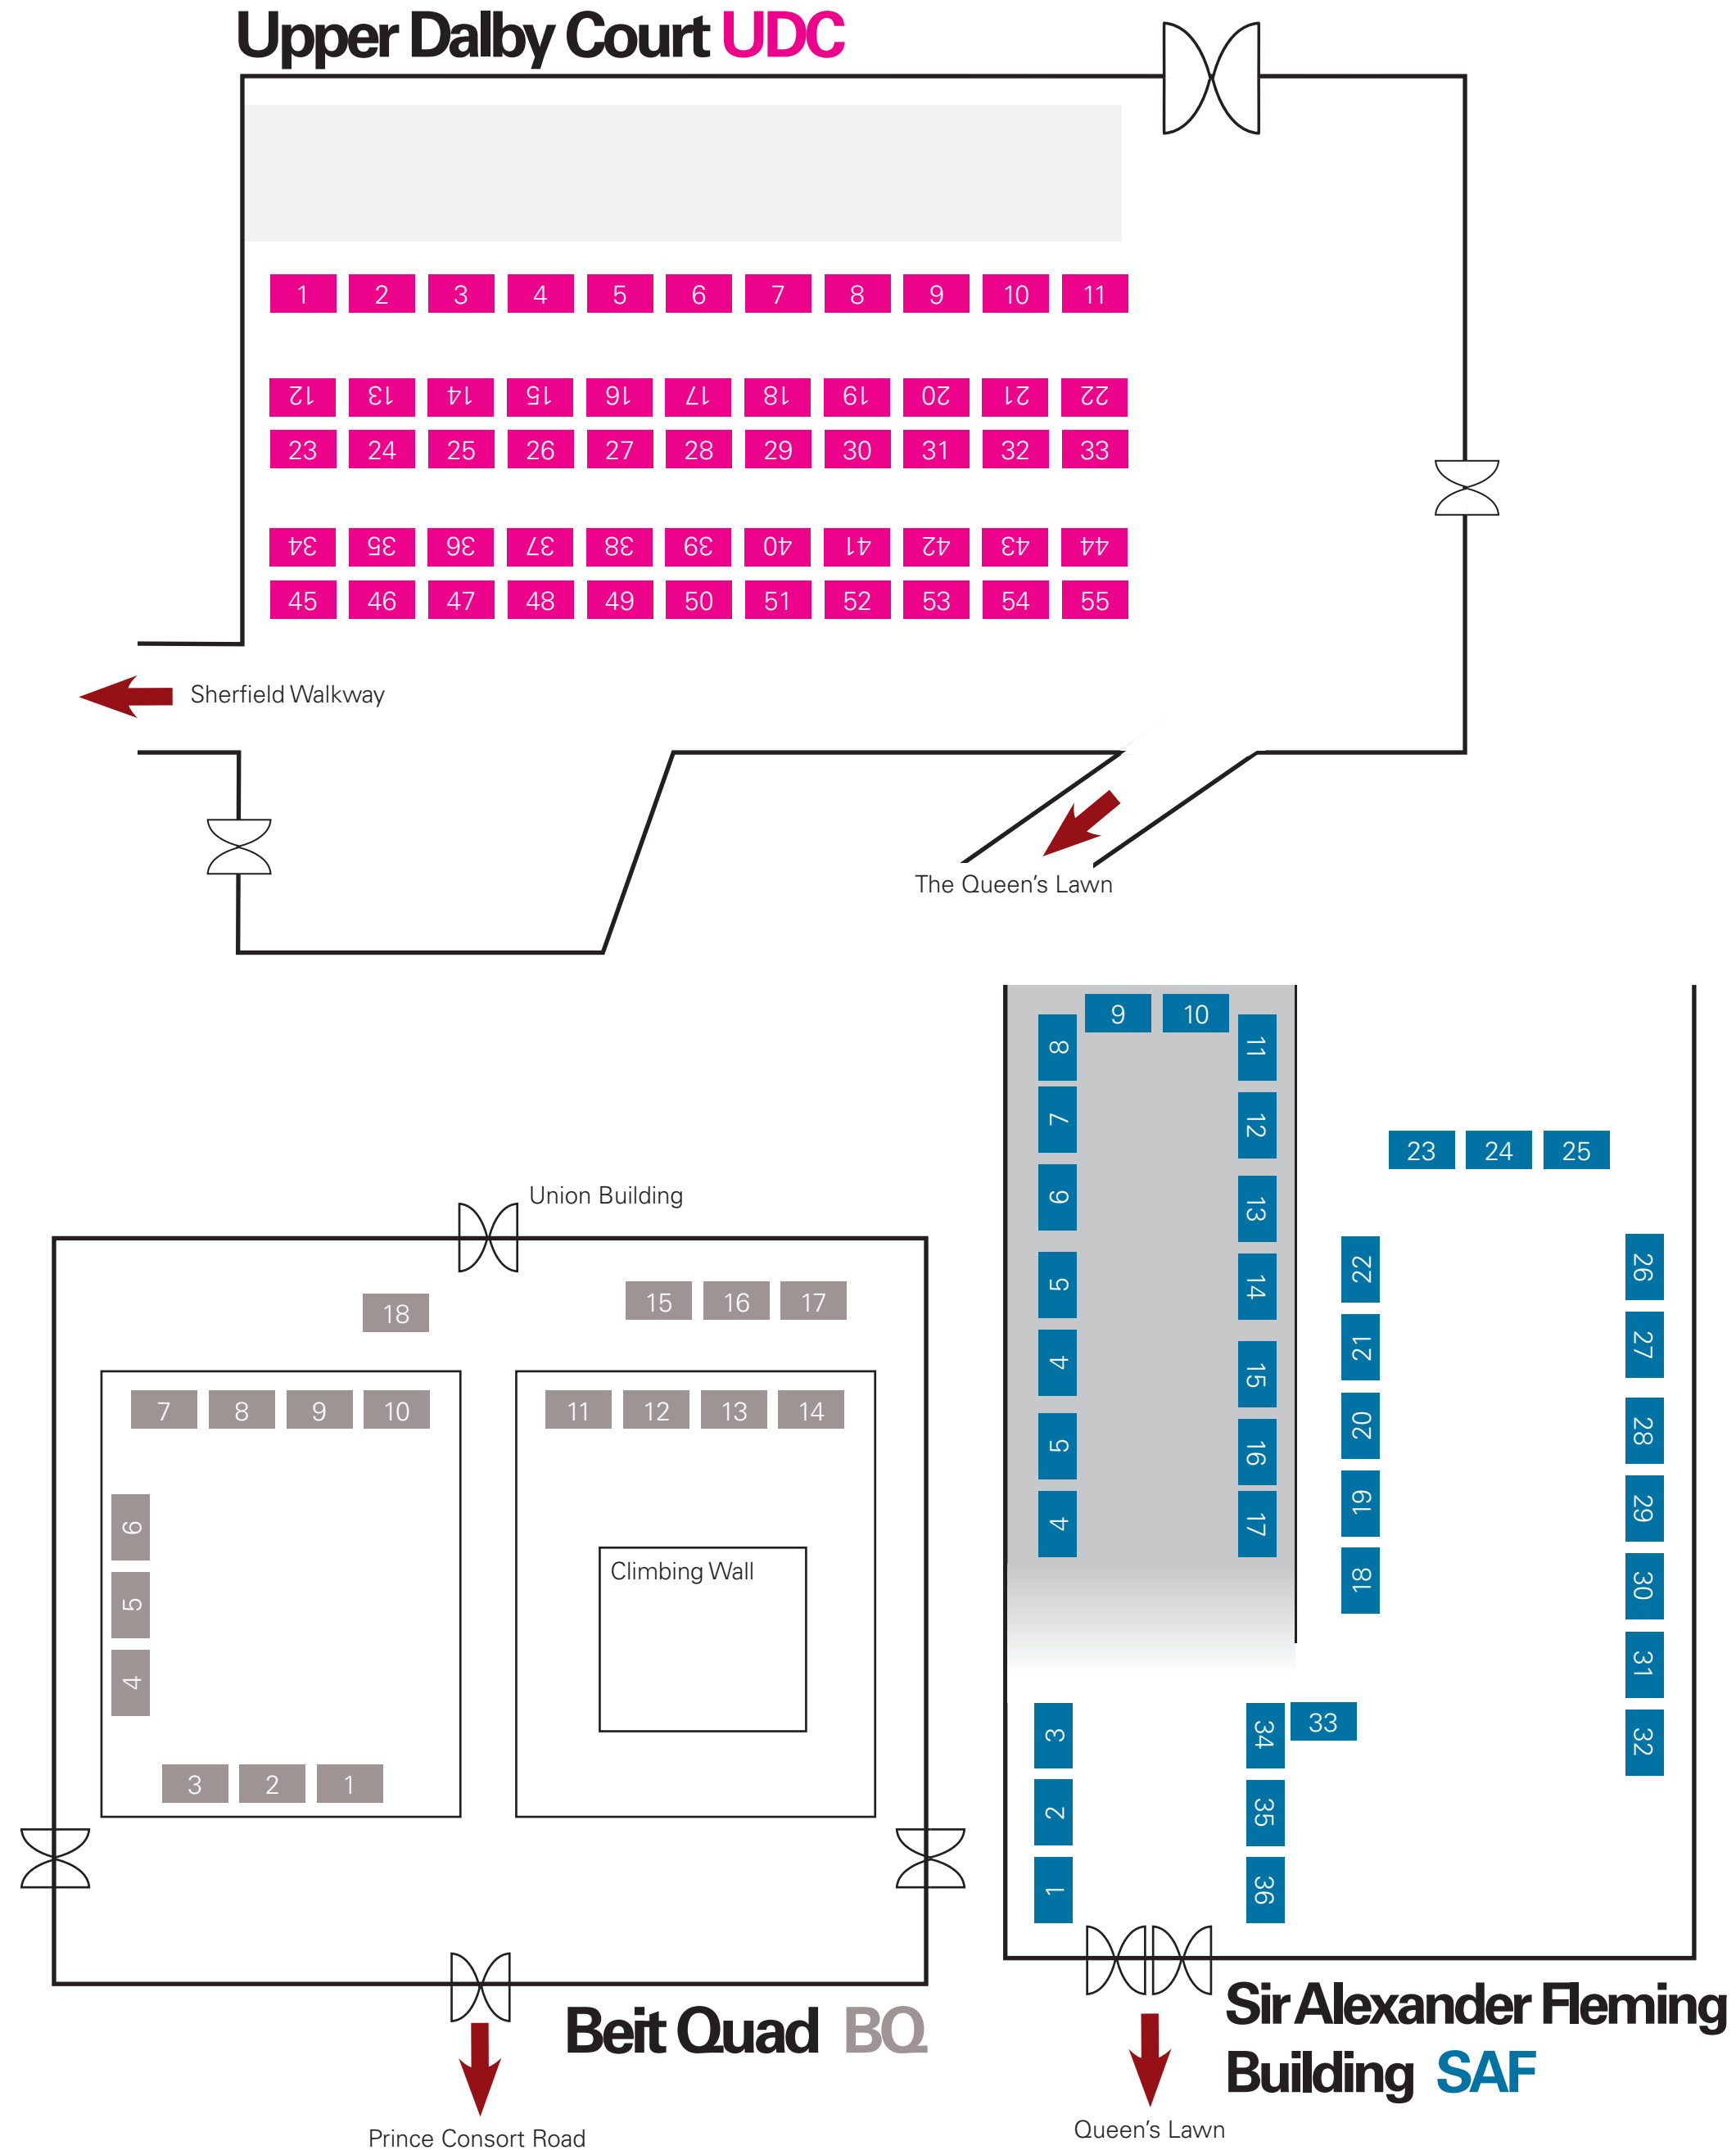 Upper Dalby Court UDC
1 2 3 4 5 6 7 8 9 10 11
12 13 14 15 16 17 18 19 20 21 22
23 24 25 26 27 28 29 30 31 32 33
34 35 36 37 38 39 40 41 42 43 44
45 46 47 48 49 50 51 52 53 54 55
Sherfield Walkway
The Queen's Lawn
Union Building
18
15 16 17
7 8 9 10
11 12 13 14
6
5
4
Climbing Wall
3 2 1
Beit Quad BQ
Prince Consort Road
9 10
8
7
6
5
4
5
4
11
12
13
14
15
16
17
23 24 25
22
21
20
19
18
26
27
28
29
30
31
32
3
2
1
34
33
35
36
Sir Alexander Fleming
Building SAF
Queen's Lawn